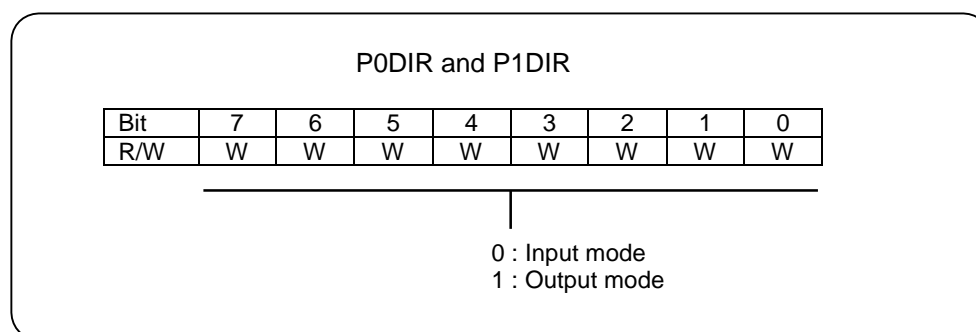 P0DIR and P1DIR
Bit 7 6 5 4 3 2 1 0
R/W W W W W W W W W
0 : Input mode
1 : Output mode